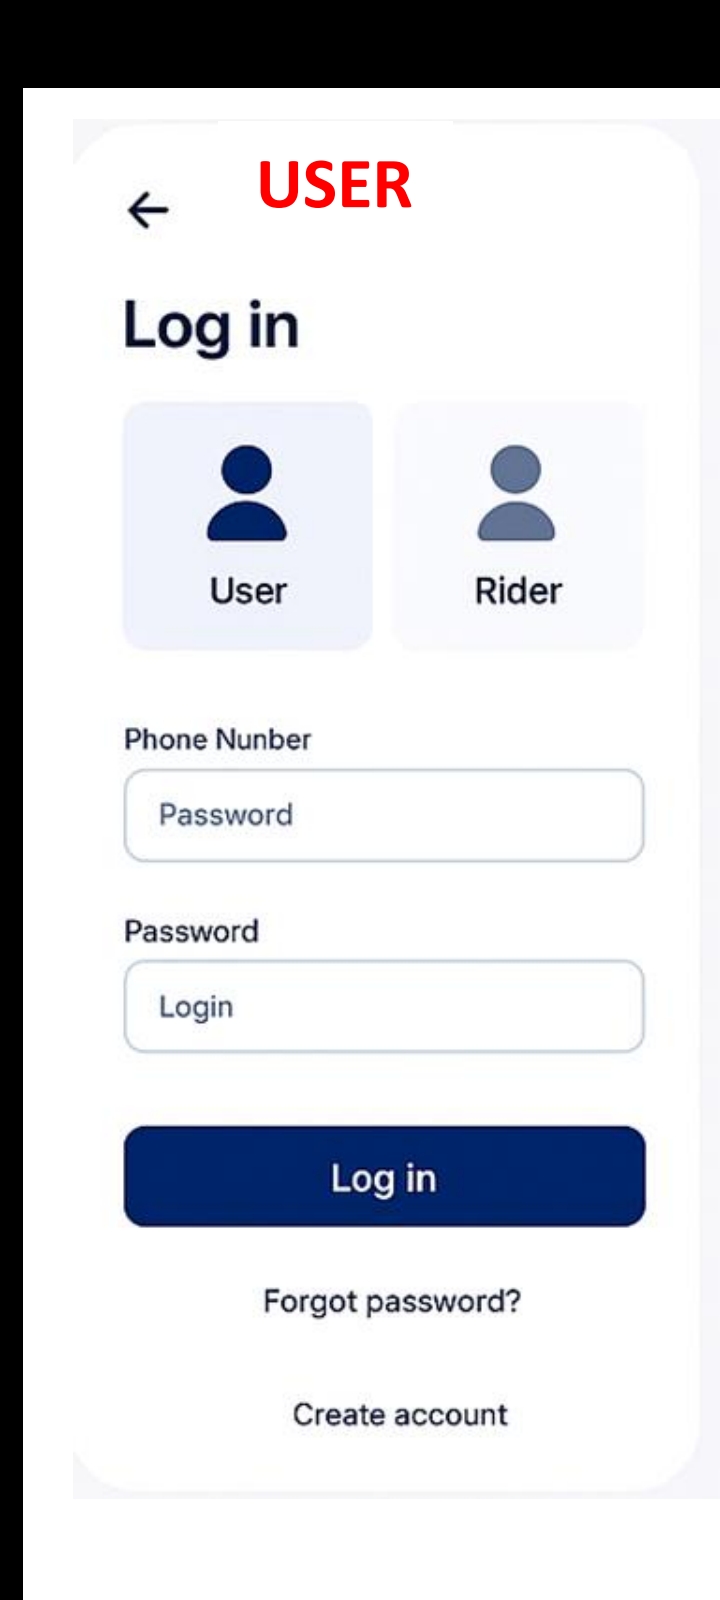 USER
Log in
User
Rider
Phone Nunber
Password
Password
Login
Log in
Forgot password?
Create account